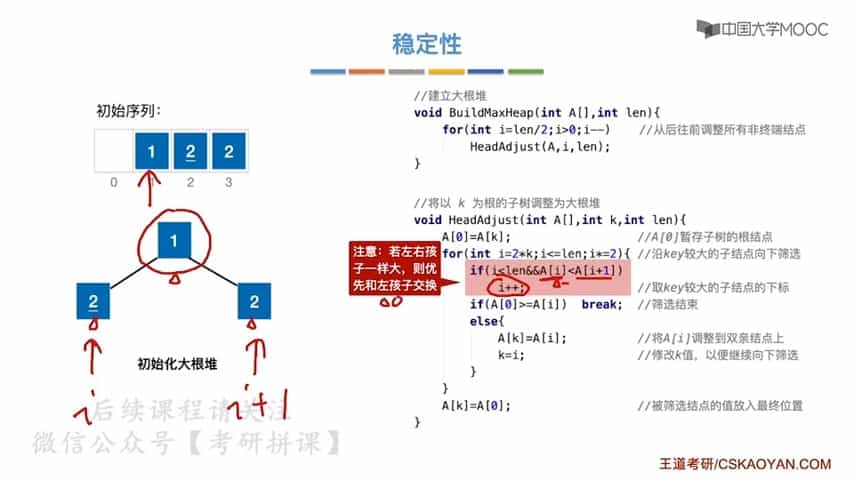 中国大学MOOC
稳定性
初始序列：
1 2 2
0 1 2 3
1
2 2
i i+1
初始化大根堆
后续课程请关注
微信公众号【考研拼课】
//建立大根堆
void BuildMaxHeap(int A[],int len){
for(int i=len/2;i>0;i--) //从后往前调整所有非终端结点
HeadAdjust(A,i,len);
}
//将以 k 为根的子树调整为大根堆
void HeadAdjust(int A[],int k,int len){
A[0]=A[k]; //A[0]暂存子树的根结点
for(int i=2*k;i<=len;i*=2){ //沿key较大的子结点向下筛选
if(i<len&&A[i]<A[i+1])
i++; //取key较大的子结点的下标
if(A[0]>=A[i]) break; //筛选结束
else{
A[k]=A[i]; //将A[i]调整到双亲结点上
k=i; //修改k值，以便继续向下筛选
}
}
A[k]=A[0]; //被筛选结点的值放入最终位置
}
注意：若左右孩
子一样大，则优
先和左孩子交换
王道考研/CSKAOYAN.COM